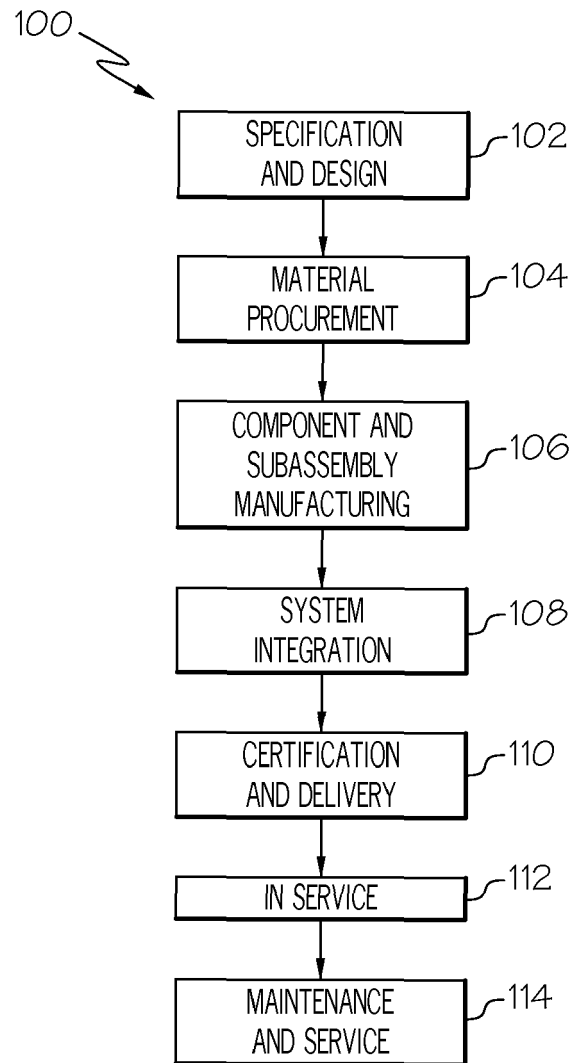 100
SPECIFICATION
AND DESIGN
102
MATERIAL
PROCUREMENT
104
COMPONENT AND
SUBASSEMBLY
MANUFACTURING
106
SYSTEM
INTEGRATION
108
CERTIFICATION
AND DELIVERY
110
IN SERVICE
112
MAINTENANCE
AND SERVICE
114